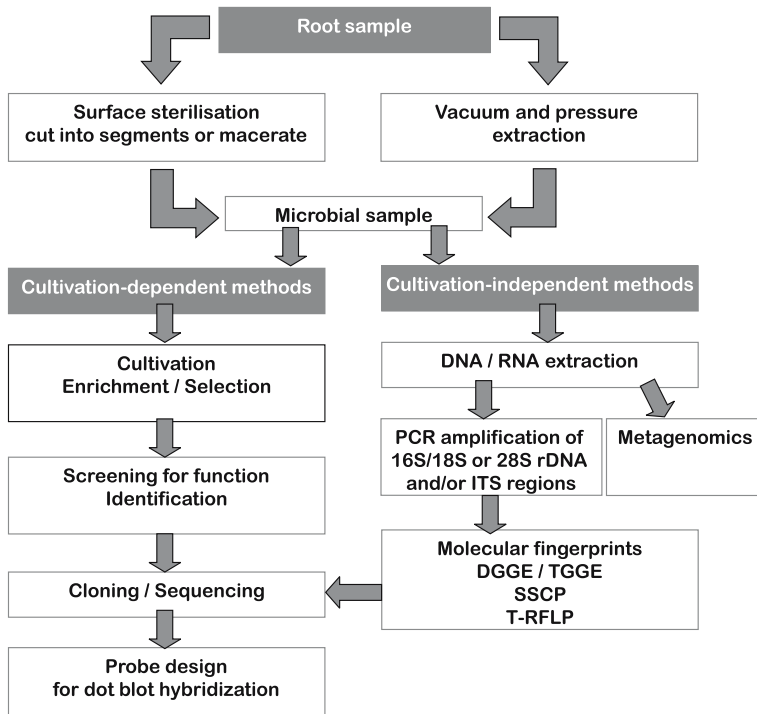 Root sample
Surface sterilisation
cut into segments or macerate
Vacuum and pressure
extraction
Microbial sample
Cultivation-dependent methods
Cultivation-independent methods
Cultivation
Enrichment / Selection
DNA / RNA extraction
PCR amplification of
16S/18S or 28S rDNA
and/or ITS regions
Metagenomics
Screening for function
Identification
Molecular fingerprints
DGGE / TGGE
SSCP
T-RFLP
Cloning / Sequencing
Probe design
for dot blot hybridization